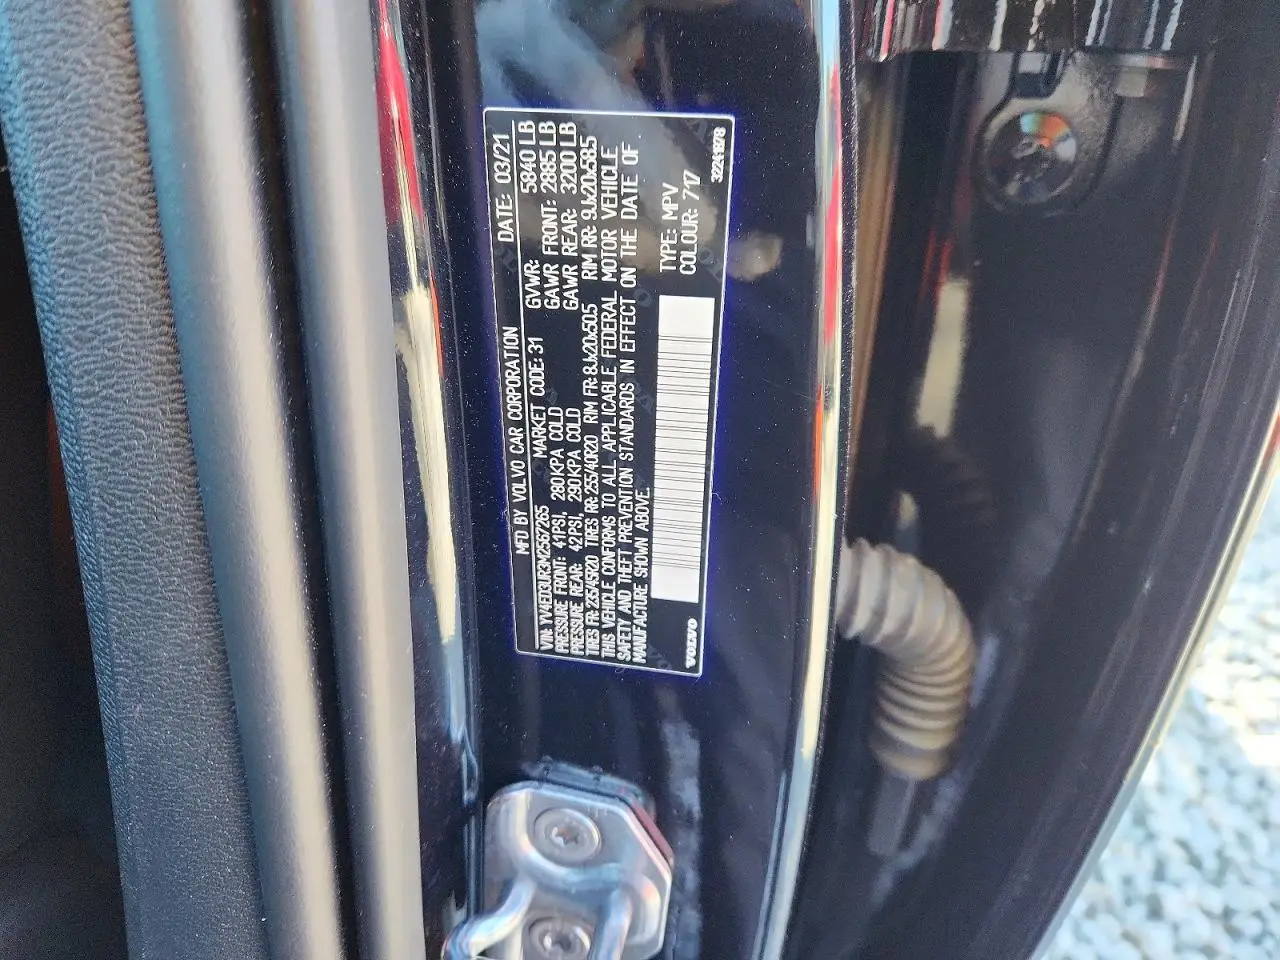 MFD BY VOLVO CAR CORPORATION DATE: 03/21
VIN: YV4ED3UR3M2567265 MARKET CODE: 31 GVWR: 5840 LB
PRESSURE FRONT: 41PSI, 280KPA COLD GAWR FRONT: 2885 LB
PRESSURE REAR: 42PSI, 290KPA COLD GAWR REAR: 3200 LB
TIRES FR: 235/45R20 TIRES RR: 255/40R20 RIM FR: 8Jx20x50.5 RIM RR: 9Jx20x58.5
THIS VEHICLE CONFORMS TO ALL APPLICABLE FEDERAL MOTOR VEHICLE
SAFETY AND THEFT PREVENTION STANDARDS IN EFFECT ON THE DATE OF
MANUFACTURE SHOWN ABOVE.
TYPE: MPV
COLOUR: 717
VOLVO 32241878